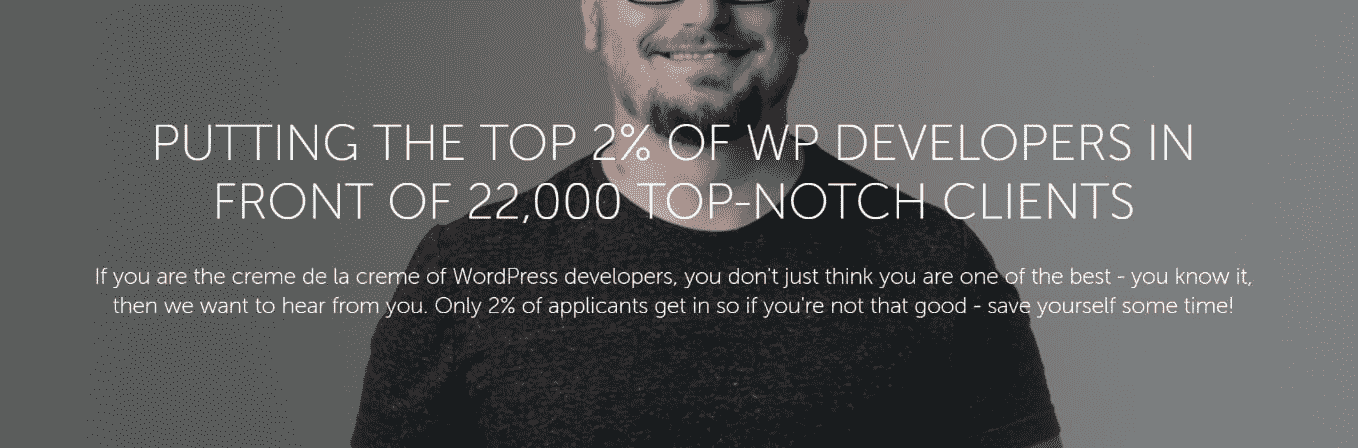 PUTTING THE TOP 2% OF WP DEVELOPERS IN
FRONT OF 22,000 TOP-NOTCH CLIENTS
If you are the creme de la creme of WordPress developers, you don't just think you are one of the best - you know it,
then we want to hear from you. Only 2% of applicants get in so if you're not that good - save yourself some time!